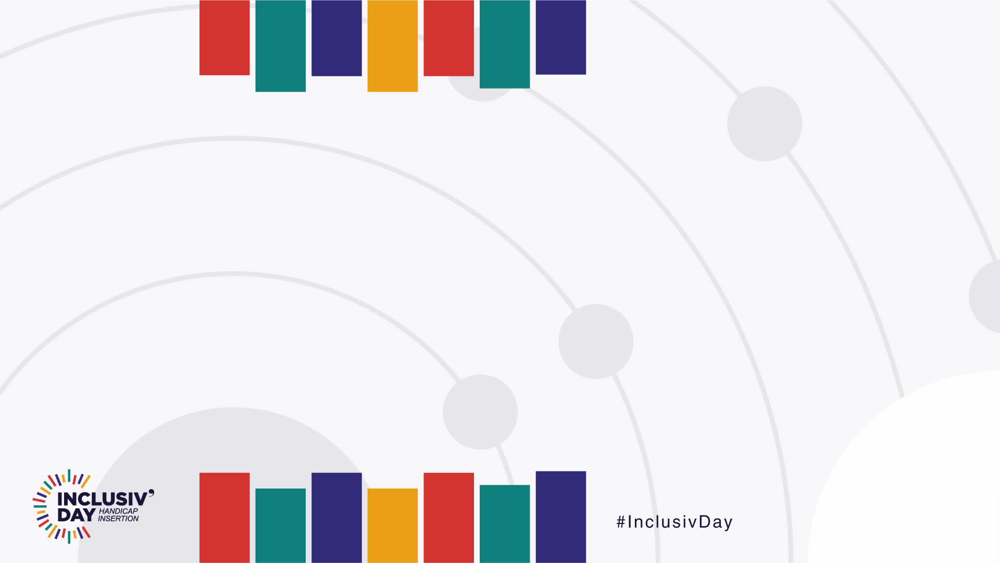 INCLUSIV'
DAY HANDICAP
INSERTION
#InclusivDay